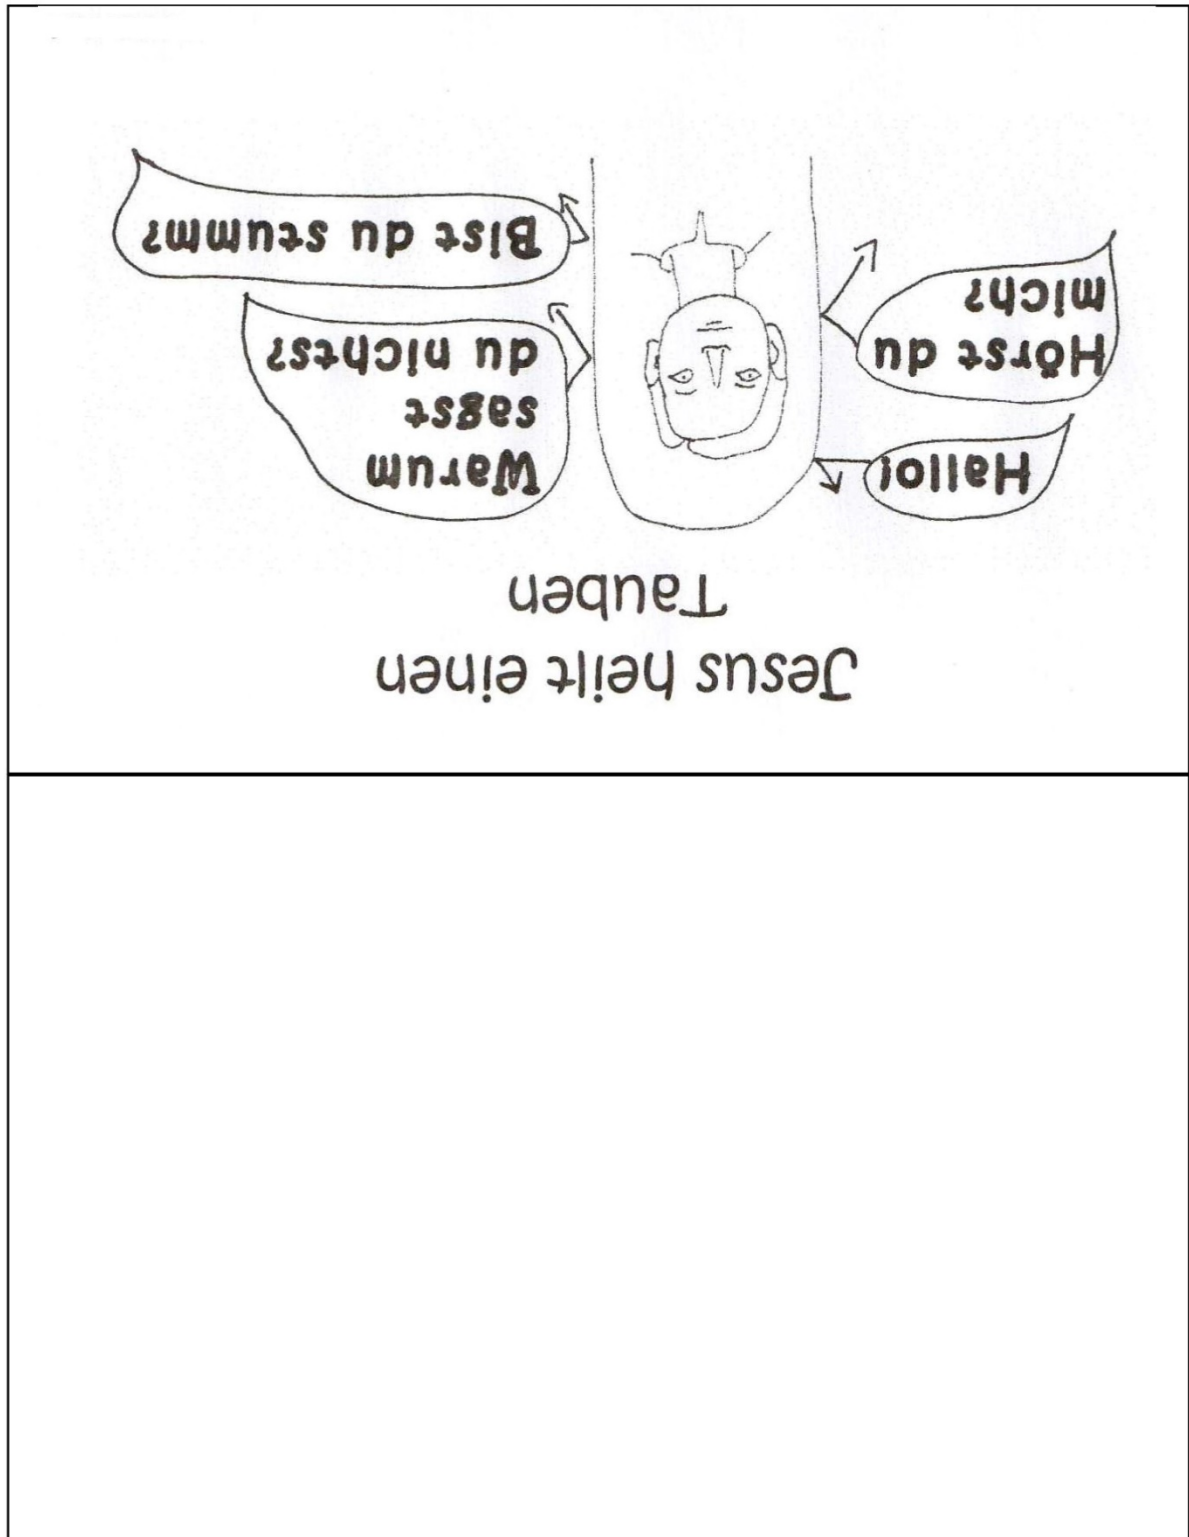 Jesus heilt einen
Tauben
Hallo!
Hörst du
mich?
Warum
sagst
du nichts?
Bist du stumm?